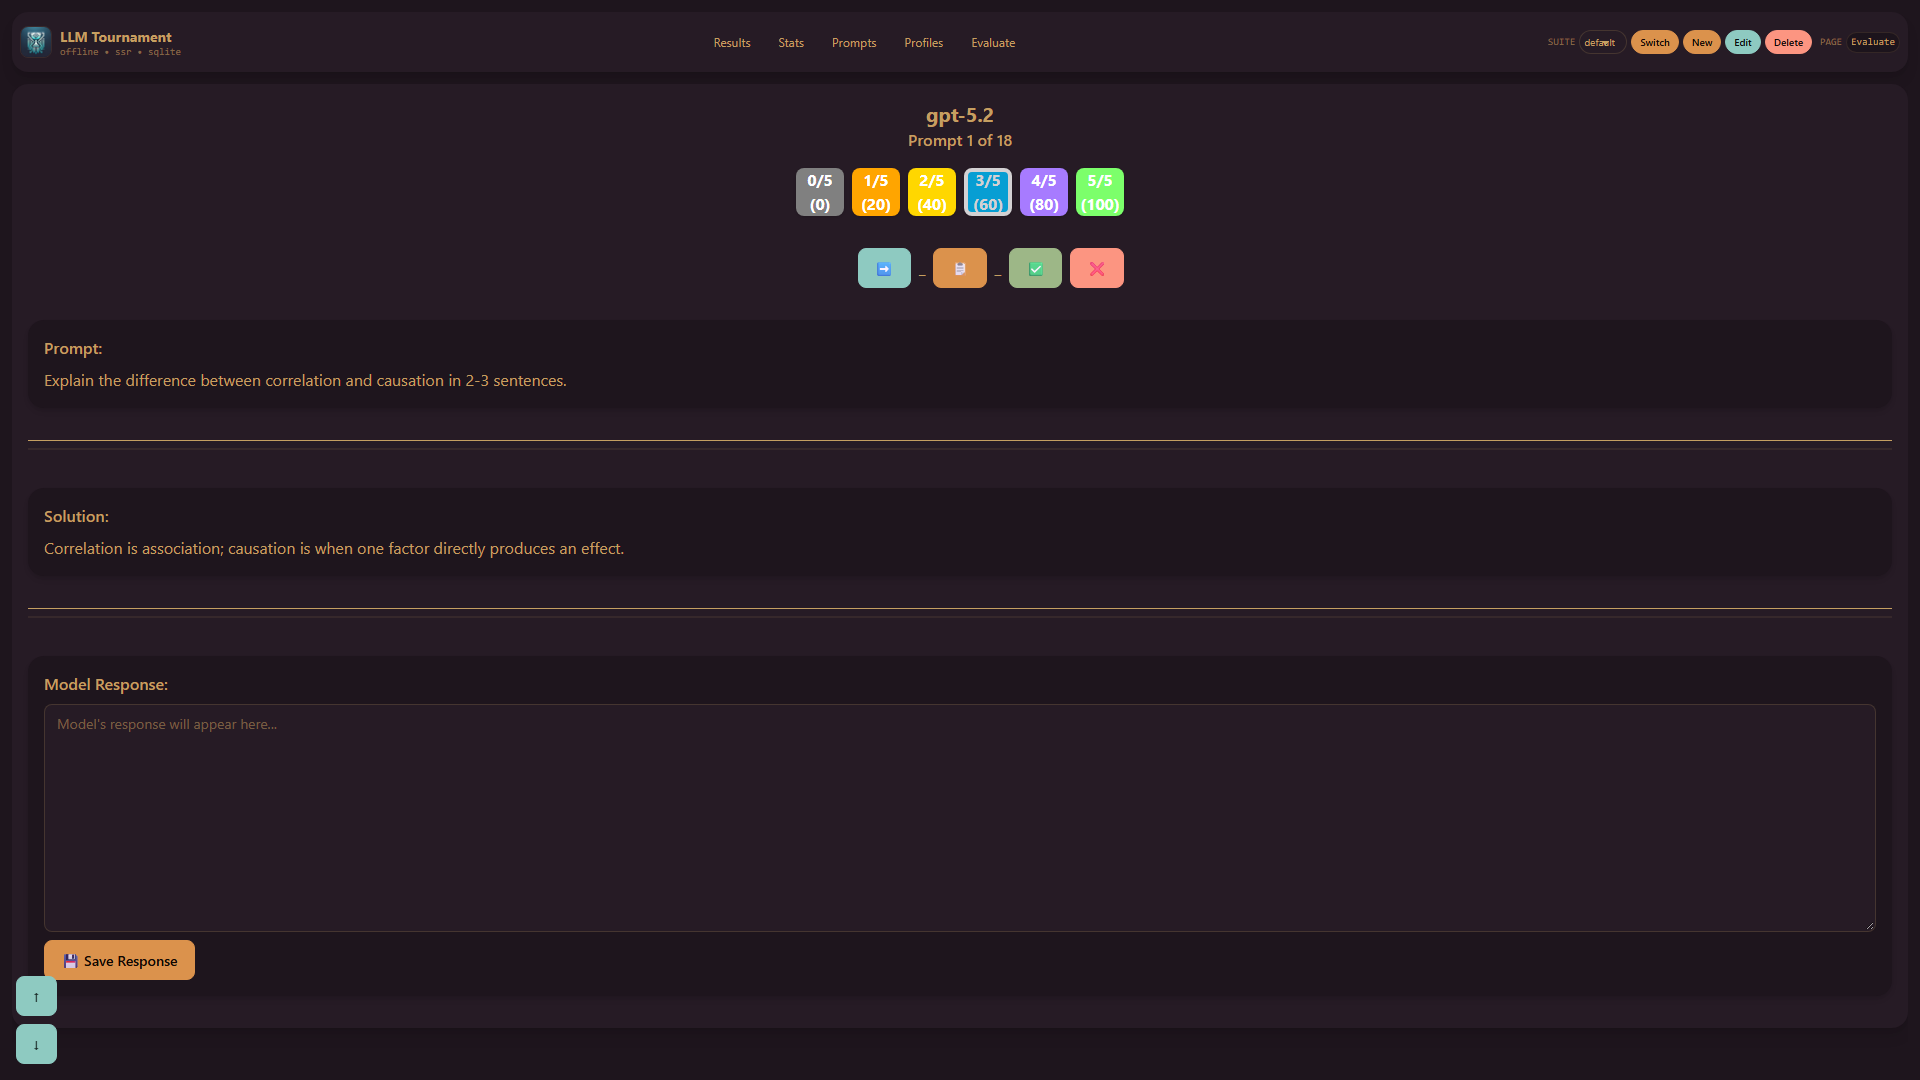 LLM Tournament
offline • ssr • sqlite
Results
Stats
Prompts
Profiles
Evaluate
SUITE
default
Switch
New
Edit
Delete
PAGE
Evaluate
gpt-5.2
Prompt 1 of 18
0/5
(0)
1/5
(20)
2/5
(40)
3/5
(60)
4/5
(80)
5/5
(100)
Prompt:
Explain the difference between correlation and causation in 2-3 sentences.
Solution:
Correlation is association; causation is when one factor directly produces an effect.
Model Response:
Model's response will appear here...
Save Response
↑
↓